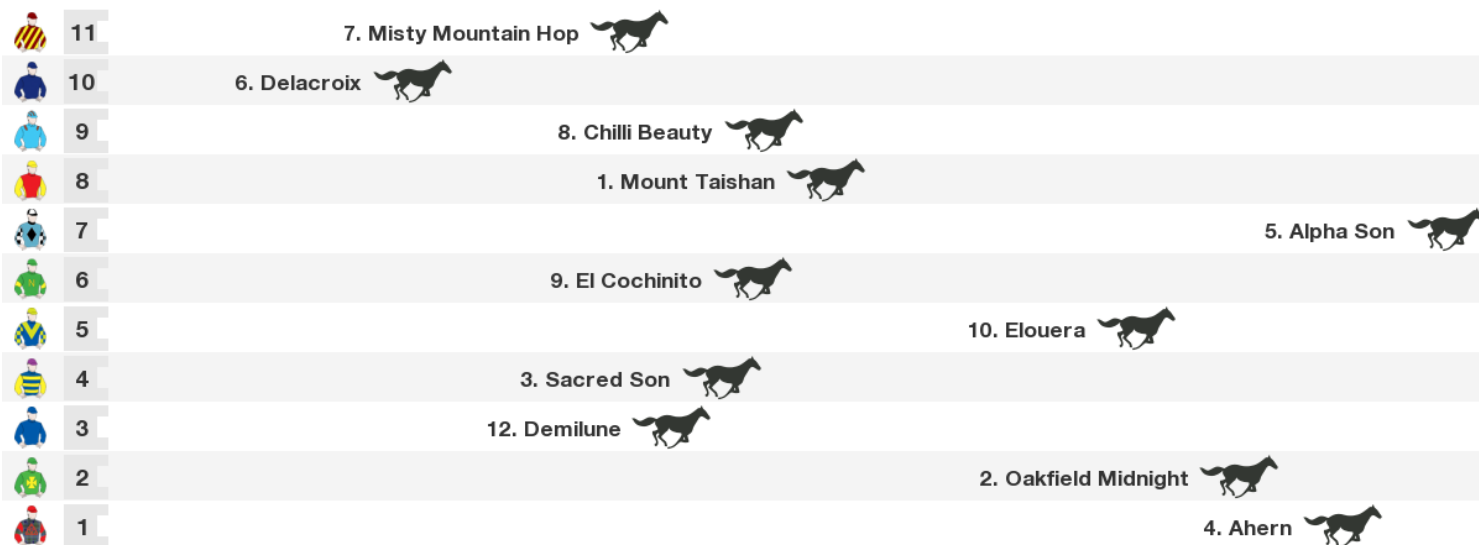 11 7. Misty Mountain Hop
10 6. Delacroix
9 8. Chilli Beauty
8 1. Mount Taishan
7 5. Alpha Son
6 9. El Cochinito
N
5 10. Elouera
4 3. Sacred Son
3 12. Demilune
2 2. Oakfield Midnight
1 4. Ahern